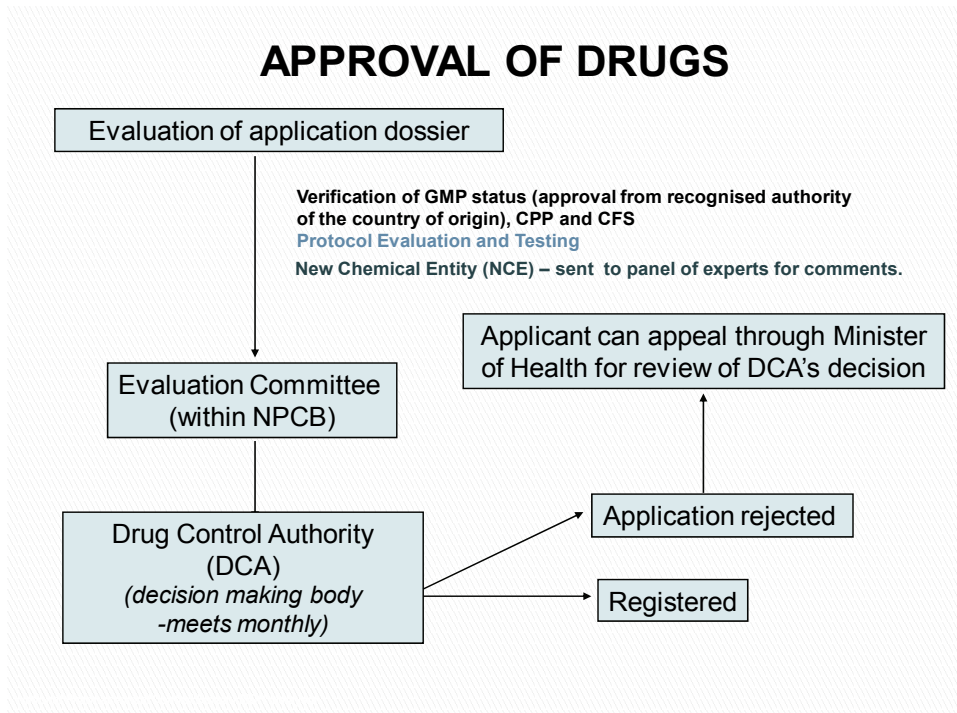 APPROVAL OF DRUGS
Evaluation of application dossier
Verification of GMP status (approval from recognised authority
of the country of origin), CPP and CFS
Protocol Evaluation and Testing
New Chemical Entity (NCE) – sent to panel of experts for comments.
Applicant can appeal through Minister
of Health for review of DCA's decision
Evaluation Committee
(within NPCB)
Drug Control Authority
(DCA)
(decision making body
-meets monthly)
Application rejected
Registered